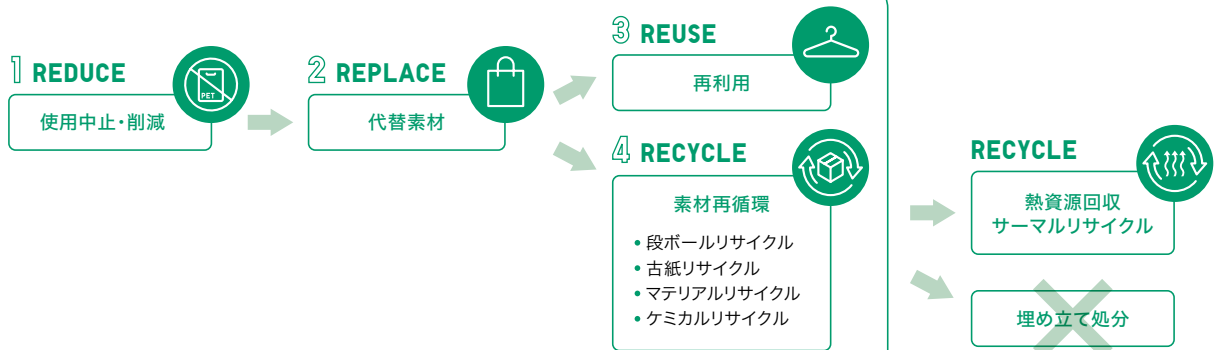 1 REDUCE
PET
使用中止・削減
2 REPLACE
代替素材
3 REUSE
再利用
4 RECYCLE
素材再循環
• 段ボールリサイクル
• 古紙リサイクル
• マテリアルリサイクル
• ケミカルリサイクル
RECYCLE
熱資源回収
サーマルリサイクル
埋め立て処分